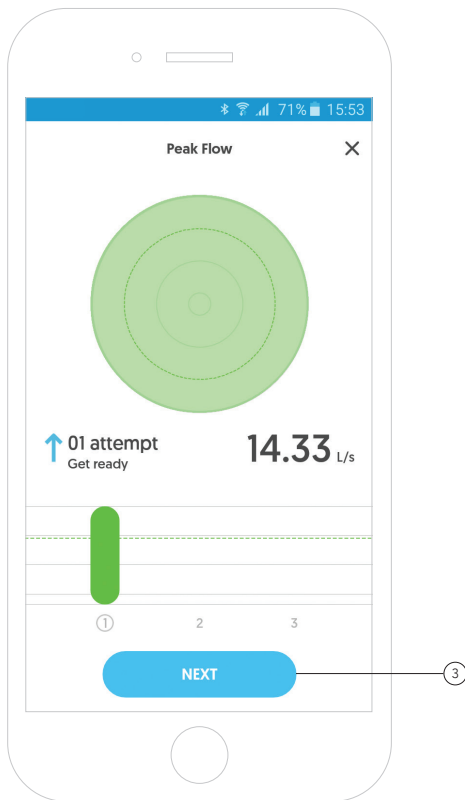 71% 15:53
Peak Flow
01 attempt
Get ready
14.33 L/s
1 2 3
NEXT
3